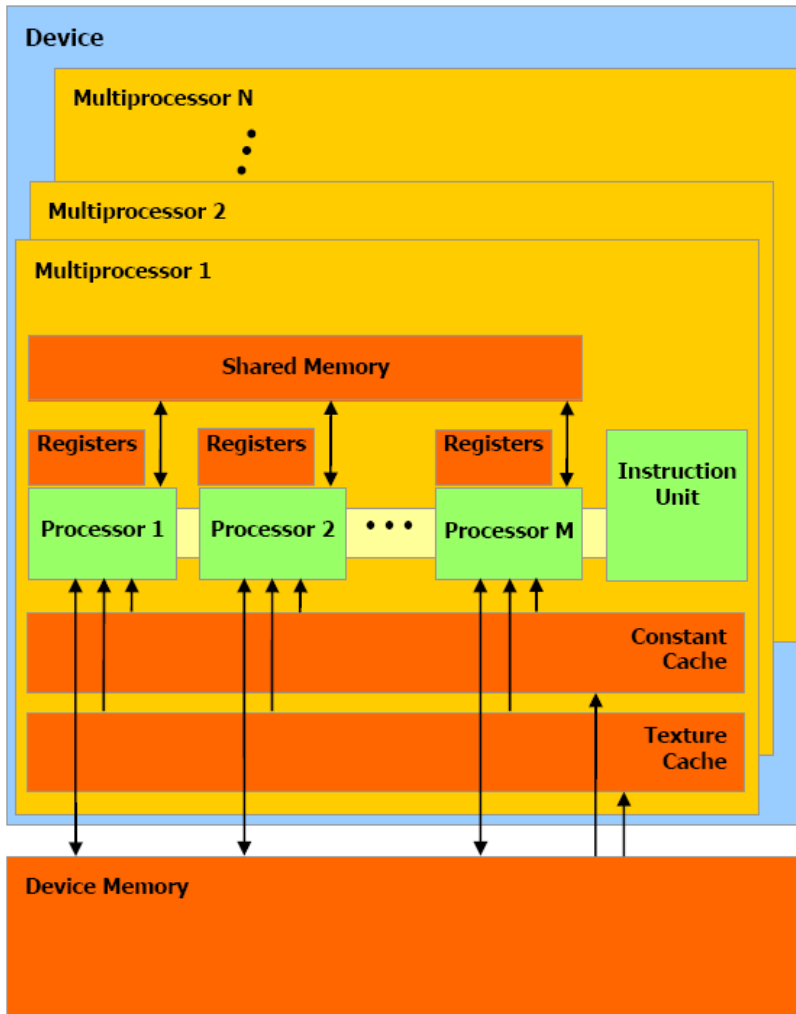 Device
Multiprocessor N
Multiprocessor 2
Multiprocessor 1
Shared Memory
Registers
Registers
Registers
Instruction
Unit
Processor 1
Processor 2
Processor M
Constant
Cache
Texture
Cache
Device Memory